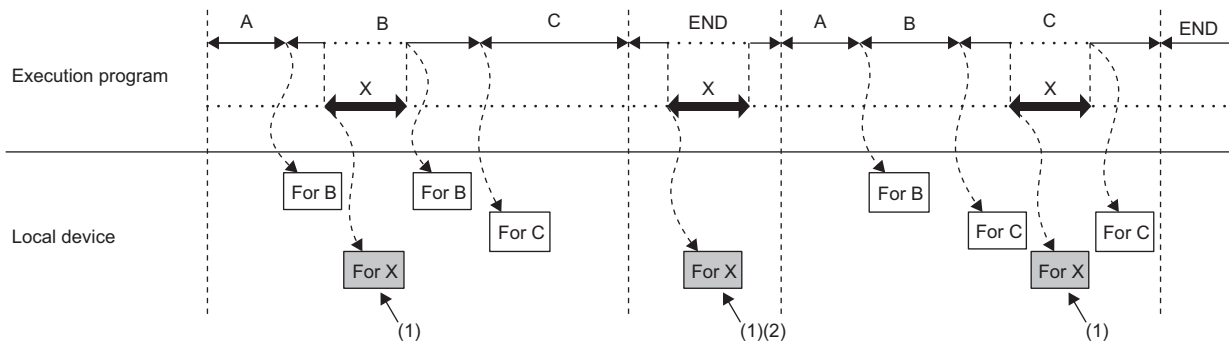 A B C END A B C END
Execution program
X X X
For B For B For B
For C For C For C
Local device
For X For X For X
(1) (1)(2) (1)